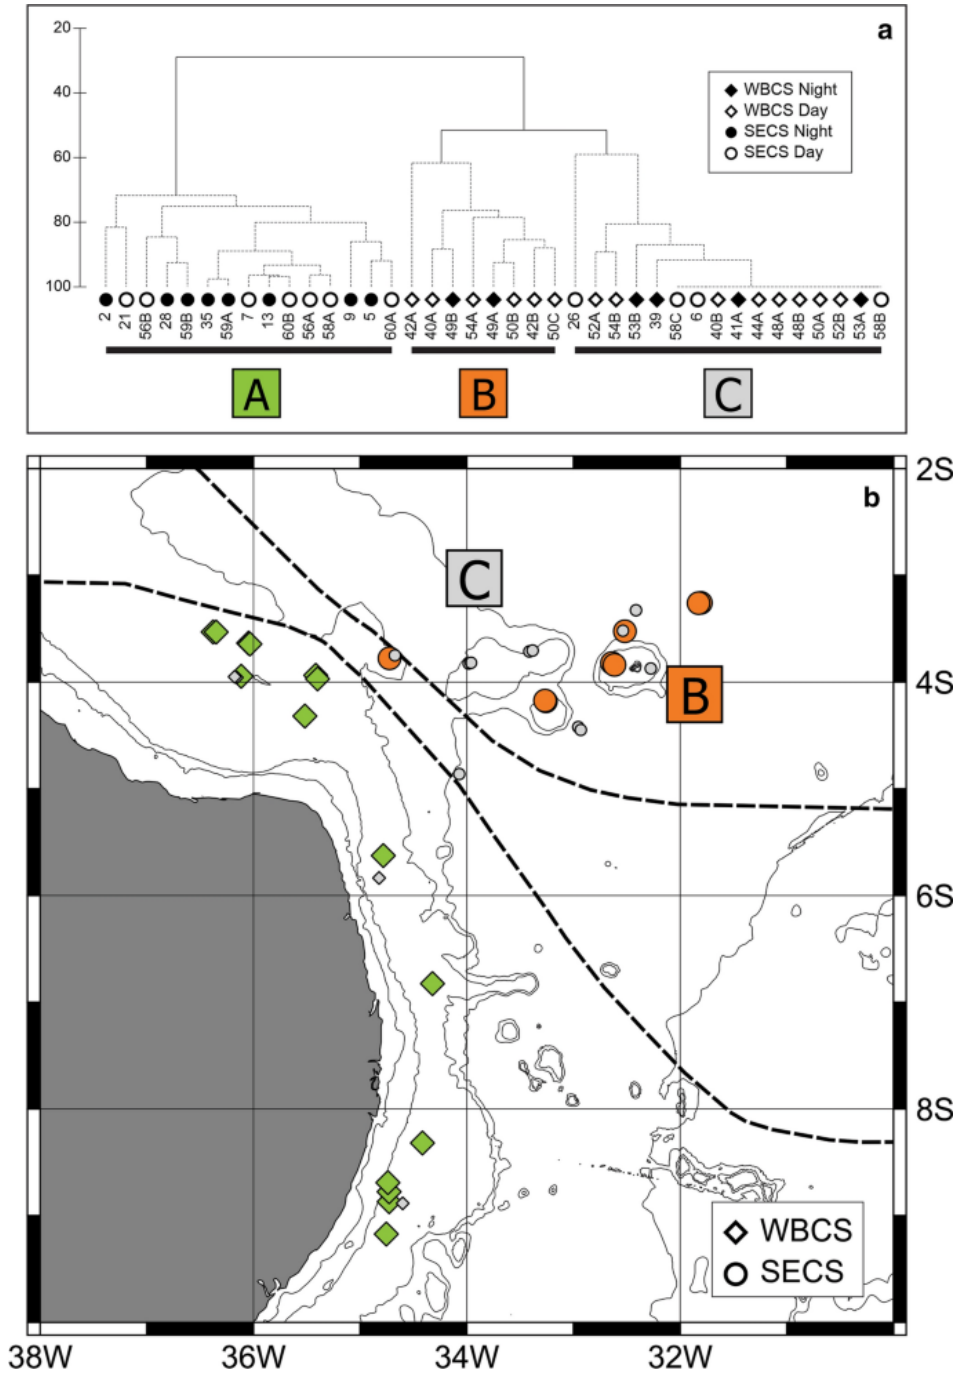 a
20
40
60
80
100
WBCS Night
WBCS Day
SECS Night
SECS Day
2 21 56B 28 59B 35 59A 7 13 60B 56A 58A 9 5 60A 42A 40A 49B 54A 49A 50B 42B 50C 26 52A 54B 53B 39 58C 6 40B 41A 44A 48A 48B 50A 52B 53A 58B
A B C
b
2S
C
4S
B
6S
8S
WBCS
SECS
38W 36W 34W 32W